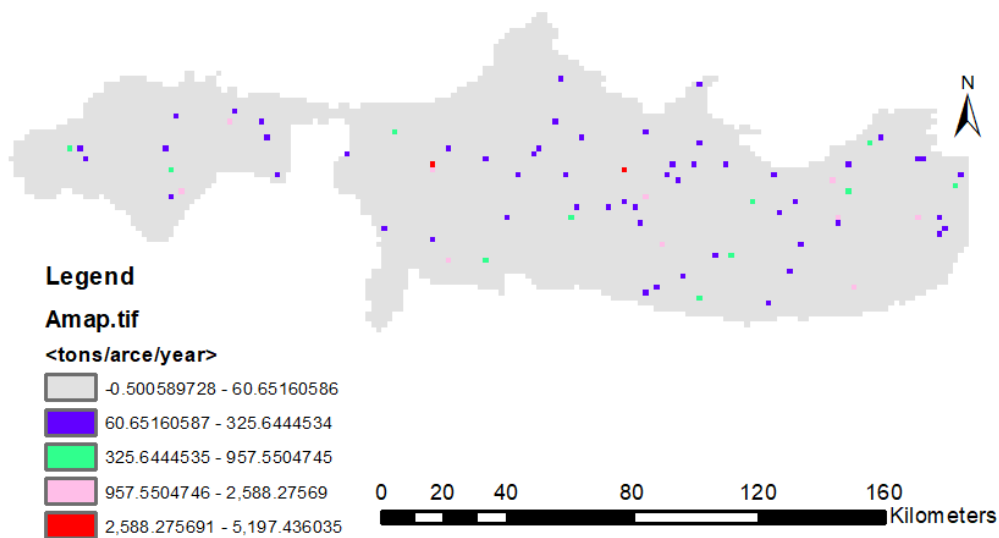 N
Legend
Amap.tif
<tons/arce/year>
-0.500589728 - 60.65160586
60.65160587 - 325.6444534
325.6444535 - 957.5504745
957.5504746 - 2,588.27569
2,588.275691 - 5,197.436035
0 20 40 80 120 160
Kilometers